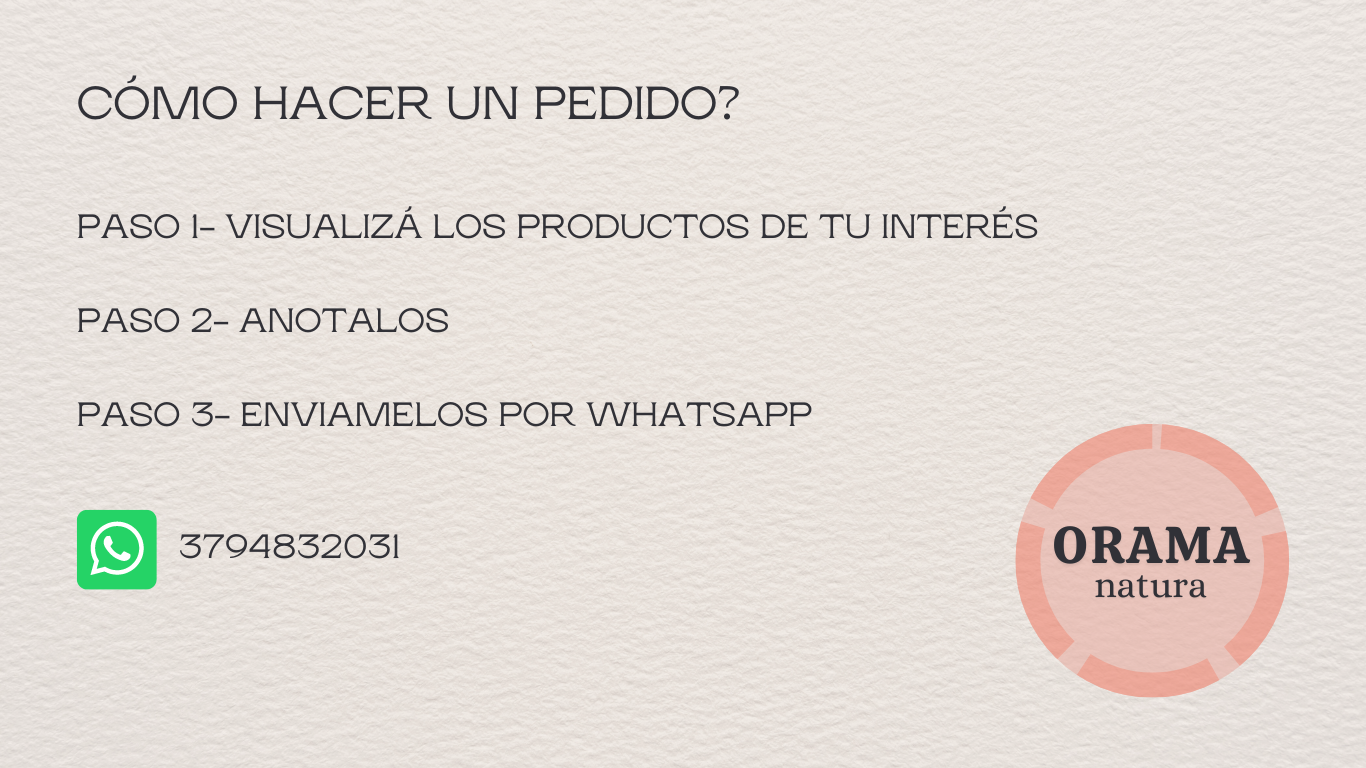 CÓMO HACER UN PEDIDO?
PASO 1- VISUALIZÁ LOS PRODUCTOS DE TU INTERÉS
PASO 2- ANOTALOS
PASO 3- ENVIAMELOS POR WHATSAPP
3794832031
ORAMA
natura